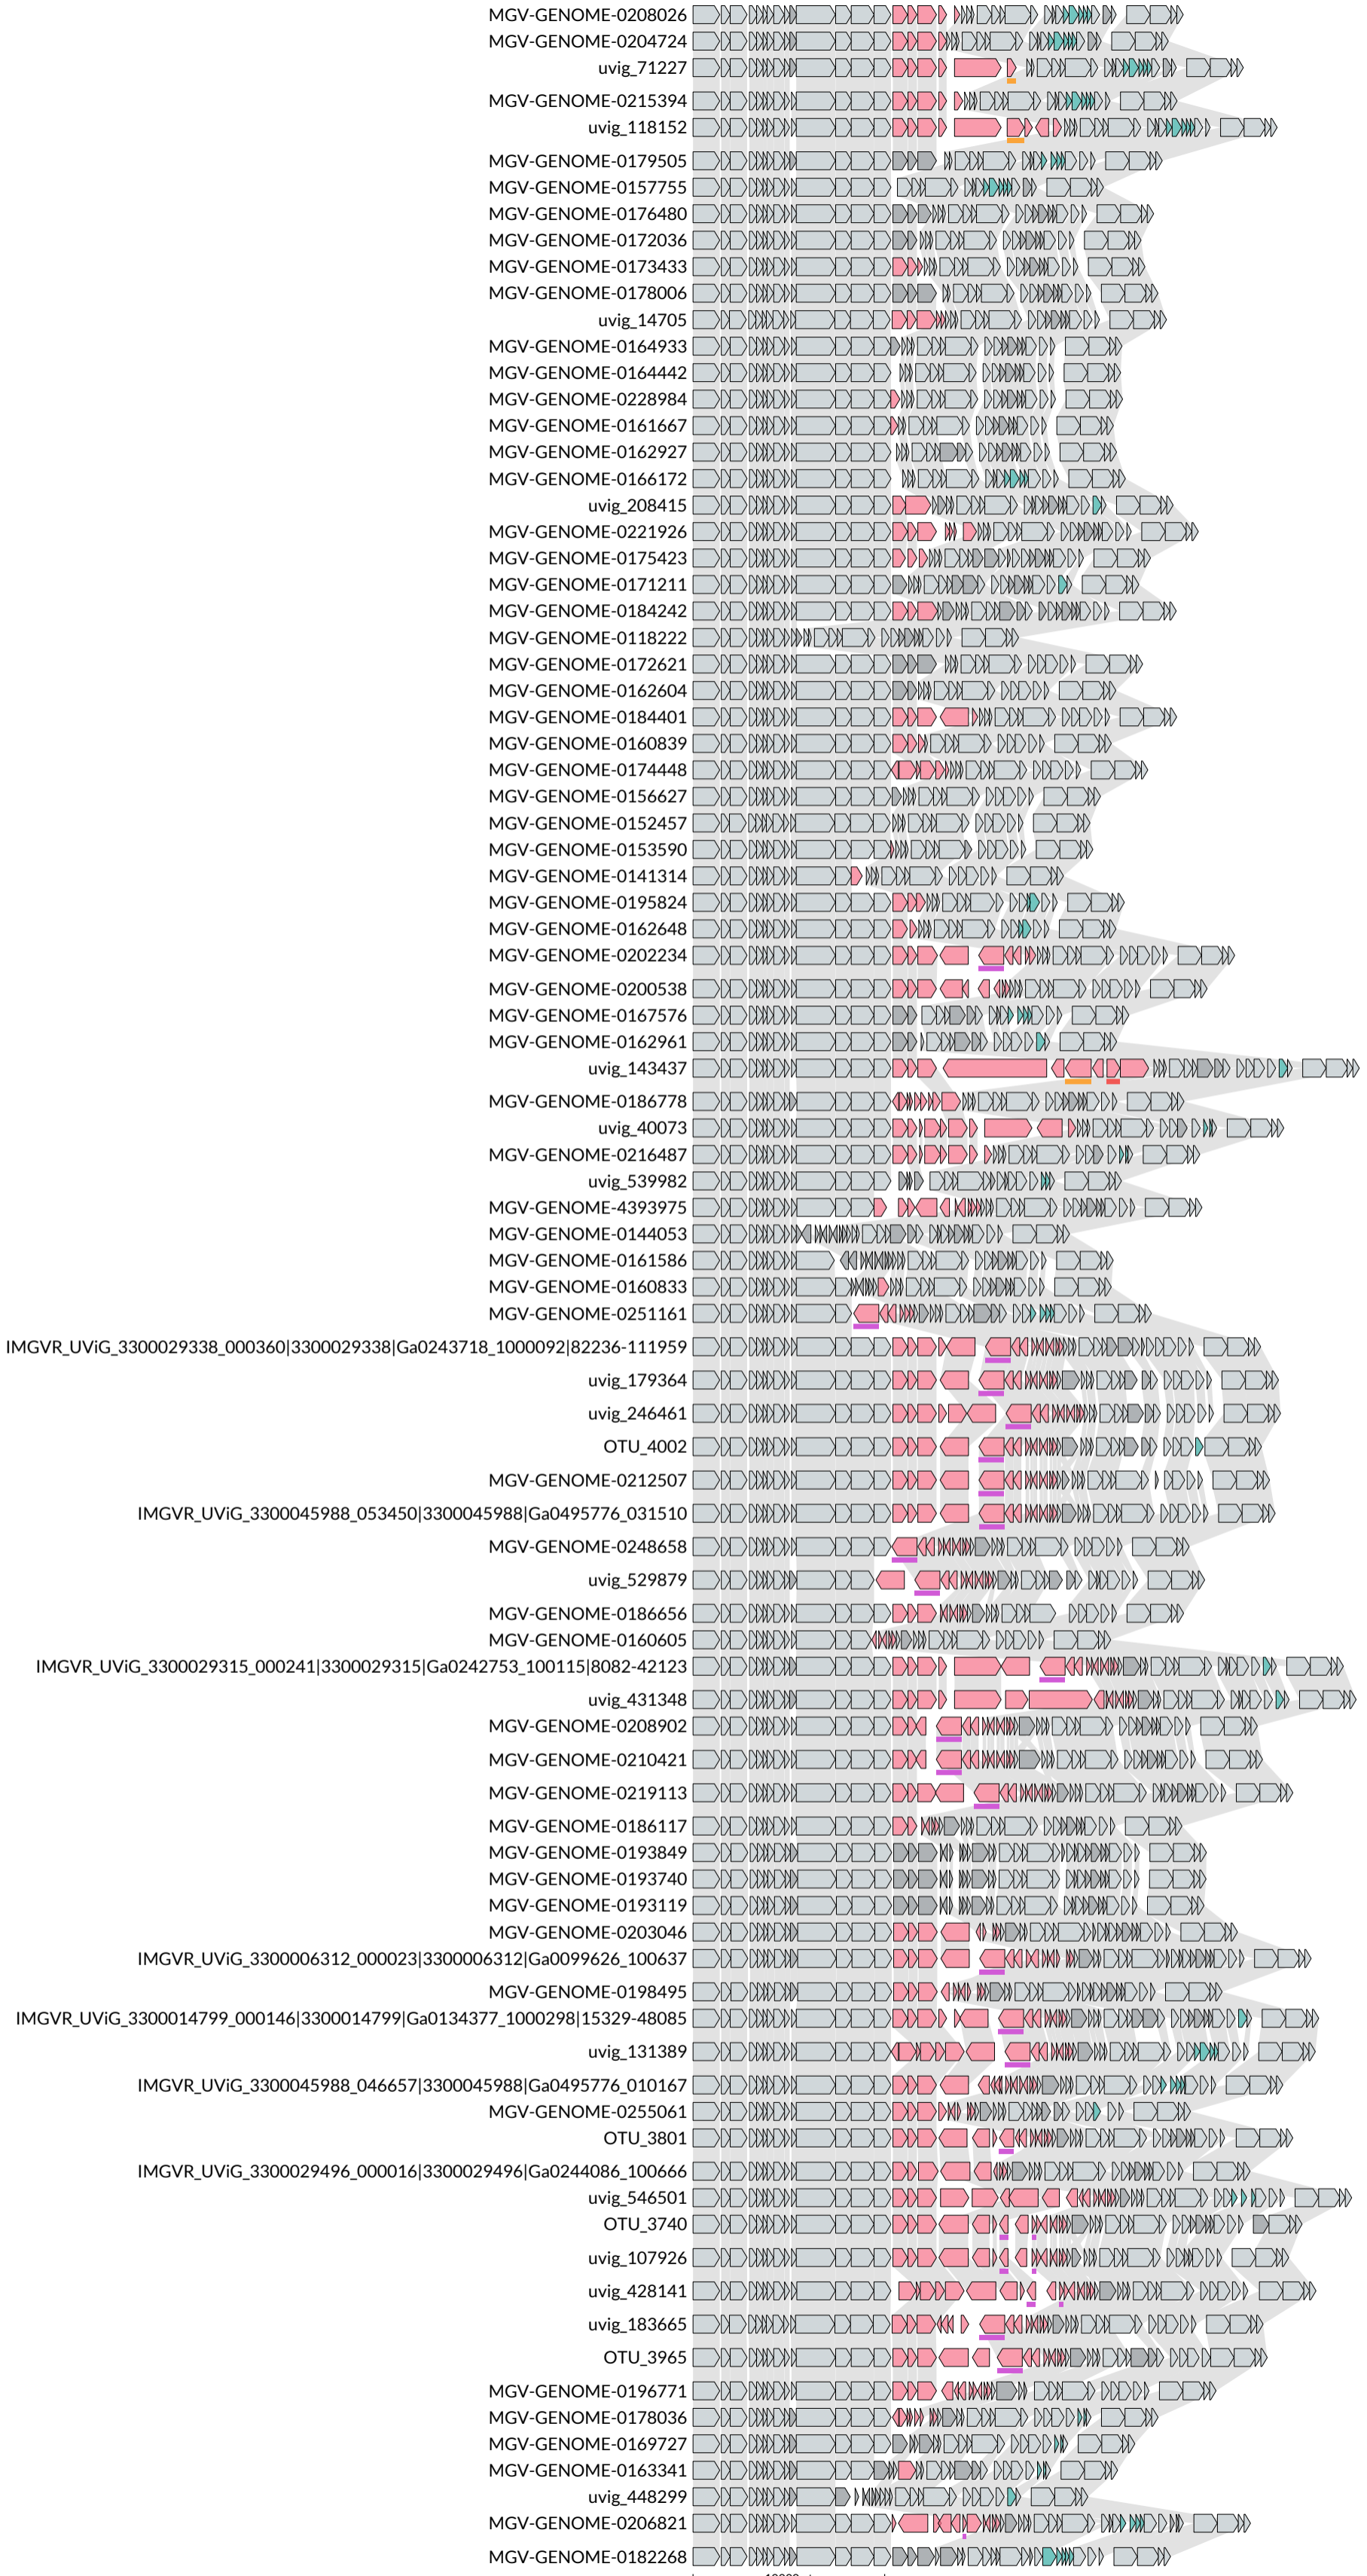 MGV-GENOME-0208026
MGV-GENOME-0204724
uvig_71227
MGV-GENOME-0215394
uvig_118152
MGV-GENOME-0179505
MGV-GENOME-0157755
MGV-GENOME-0176480
MGV-GENOME-0172036
MGV-GENOME-0173433
MGV-GENOME-0178006
uvig_14705
MGV-GENOME-0164933
MGV-GENOME-0164442
MGV-GENOME-0228984
MGV-GENOME-0161667
MGV-GENOME-0162927
MGV-GENOME-0166172
uvig_208415
MGV-GENOME-0221926
MGV-GENOME-0175423
MGV-GENOME-0171211
MGV-GENOME-0184242
MGV-GENOME-0118222
MGV-GENOME-0172621
MGV-GENOME-0162604
MGV-GENOME-0184401
MGV-GENOME-0160839
MGV-GENOME-0174448
MGV-GENOME-0156627
MGV-GENOME-0152457
MGV-GENOME-0153590
MGV-GENOME-0141314
MGV-GENOME-0195824
MGV-GENOME-0162648
MGV-GENOME-0202234
MGV-GENOME-0200538
MGV-GENOME-0167576
MGV-GENOME-0162961
uvig_143437
MGV-GENOME-0186778
uvig_40073
MGV-GENOME-0216487
uvig_539982
MGV-GENOME-4393975
MGV-GENOME-0144053
MGV-GENOME-0161586
MGV-GENOME-0160833
MGV-GENOME-0251161
IMGVR_UViG_3300029338_000360|3300029338|Ga0243718_1000092|82236-111959
uvig_179364
uvig_246461
OTU_4002
MGV-GENOME-0212507
IMGVR_UViG_3300045988_053450|3300045988|Ga0495776_031510
MGV-GENOME-0248658
uvig_529879
MGV-GENOME-0186656
MGV-GENOME-0160605
IMGVR_UViG_3300029315_000241|3300029315|Ga0242753_100115|8082-42123
uvig_431348
MGV-GENOME-0208902
MGV-GENOME-0210421
MGV-GENOME-0219113
MGV-GENOME-0186117
MGV-GENOME-0193849
MGV-GENOME-0193740
MGV-GENOME-0193119
MGV-GENOME-0203046
IMGVR_UViG_3300006312_000023|3300006312|Ga0099626_100637
MGV-GENOME-0198495
IMGVR_UViG_3300014799_000146|3300014799|Ga0134377_1000298|15329-48085
uvig_131389
IMGVR_UViG_3300045988_046657|3300045988|Ga0495776_010167
MGV-GENOME-0255061
OTU_3801
IMGVR_UViG_3300029496_000016|3300029496|Ga0244086_100666
uvig_546501
OTU_3740
uvig_107926
uvig_428141
uvig_183665
OTU_3965
MGV-GENOME-0196771
MGV-GENOME-0178036
MGV-GENOME-0169727
MGV-GENOME-0163341
uvig_448299
MGV-GENOME-0206821
MGV-GENOME-0182268